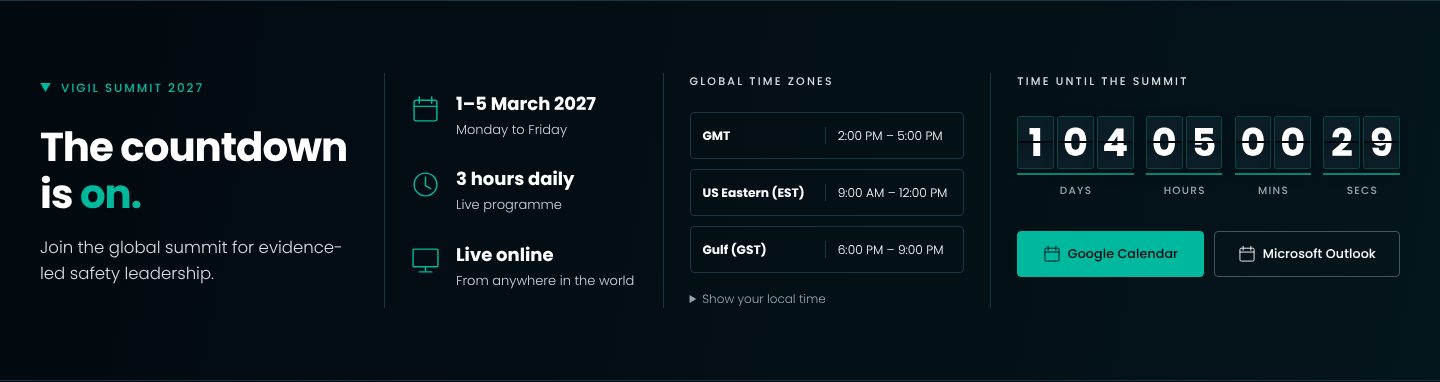 VIGIL SUMMIT 2027
The countdown
is on.
Join the global summit for evidence-
led safety leadership.
1–5 March 2027
Monday to Friday
3 hours daily
Live programme
Live online
From anywhere in the world
GLOBAL TIME ZONES
GMT 2:00 PM – 5:00 PM
US Eastern (EST) 9:00 AM – 12:00 PM
Gulf (GST) 6:00 PM – 9:00 PM
Show your local time
TIME UNTIL THE SUMMIT
104 05 00 29
DAYS HOURS MINS SECS
Google Calendar Microsoft Outlook